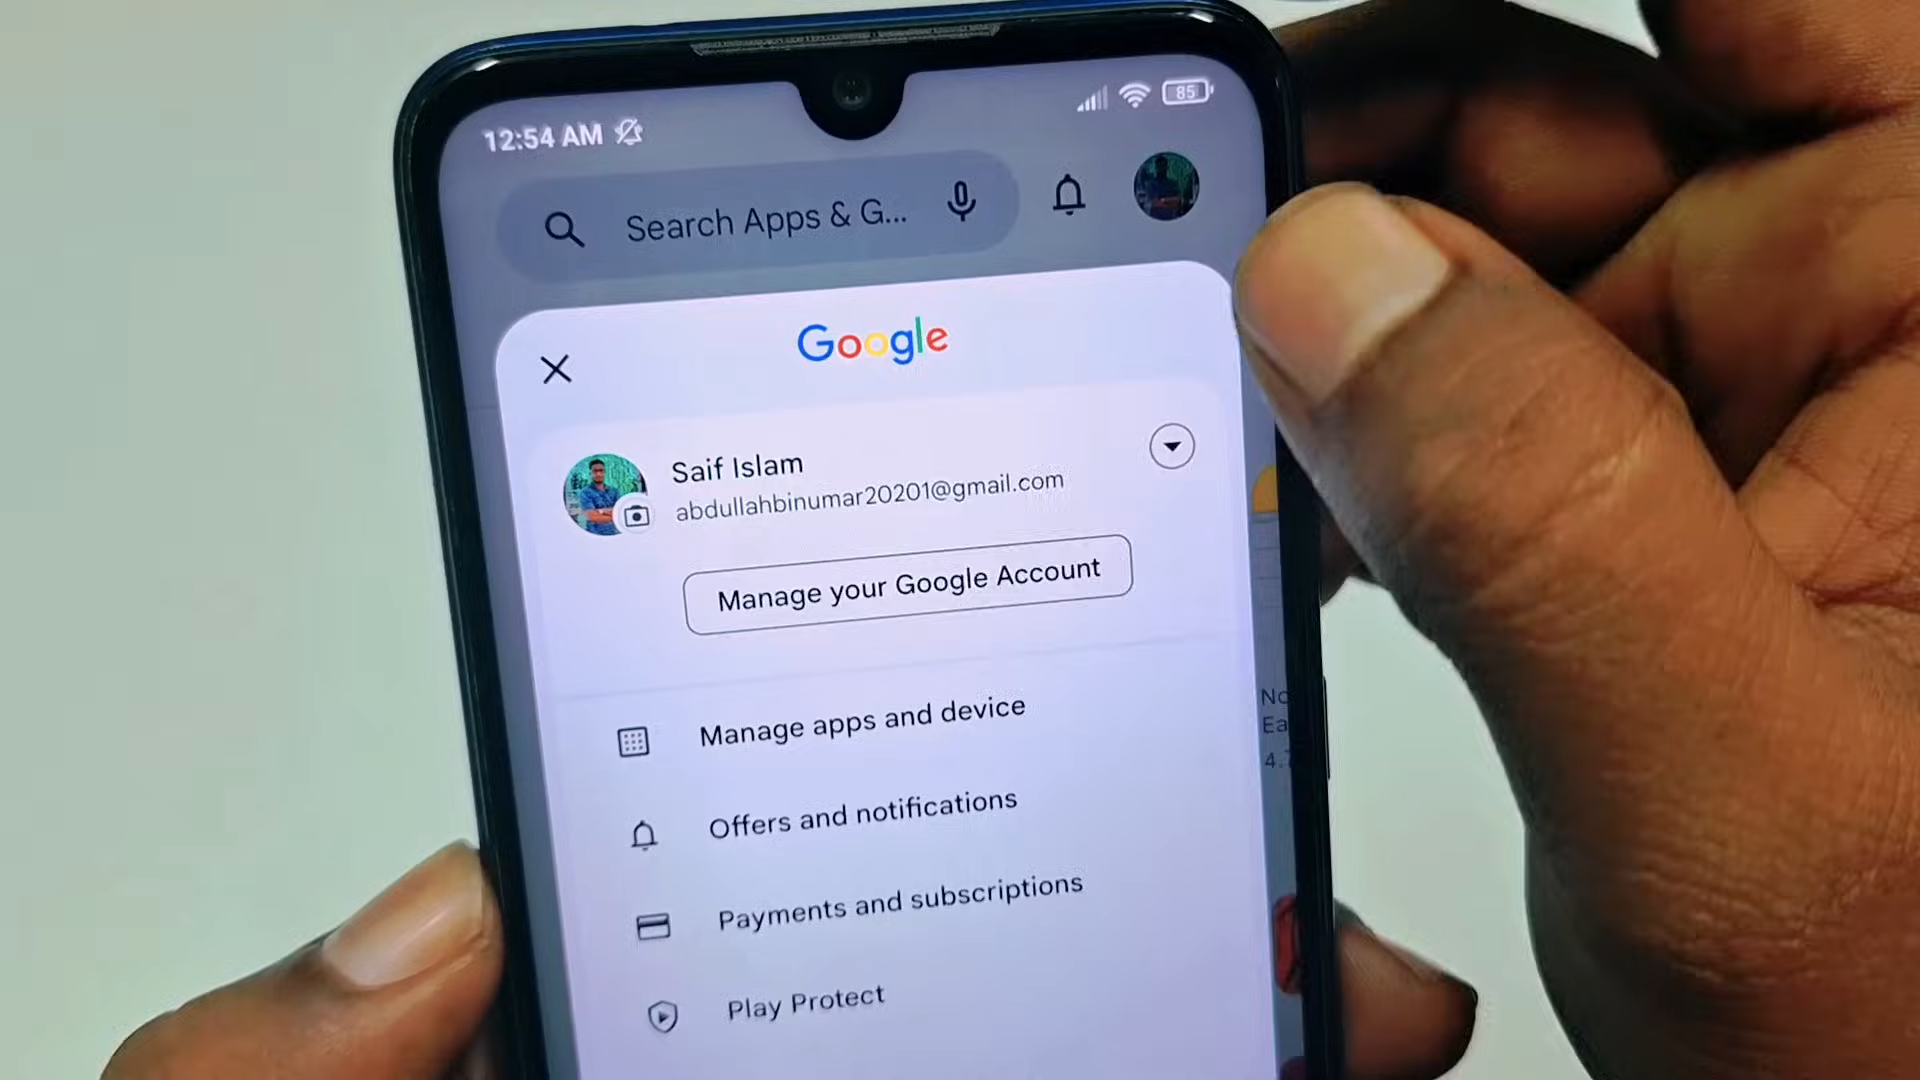 12:54 AM
85
Search Apps & G...
Google
Saif Islam
abdullahbinumar20201@gmail.com
Manage your Google Account
Manage apps and device
Offers and notifications
Payments and subscriptions
Play Protect